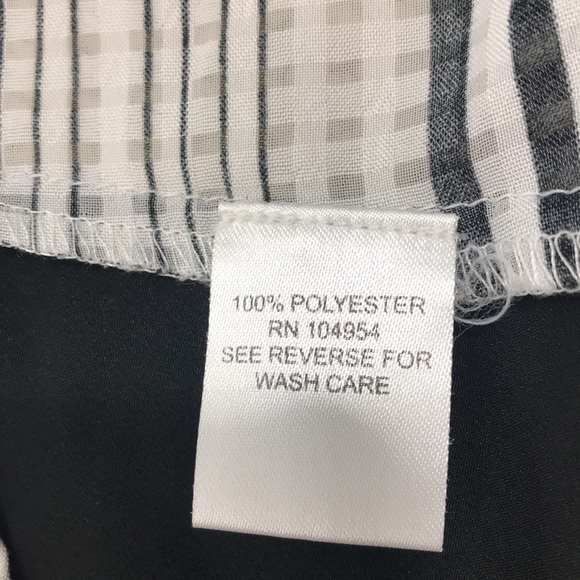 100% POLYESTER
RN 104954
SEE REVERSE FOR
WASH CARE